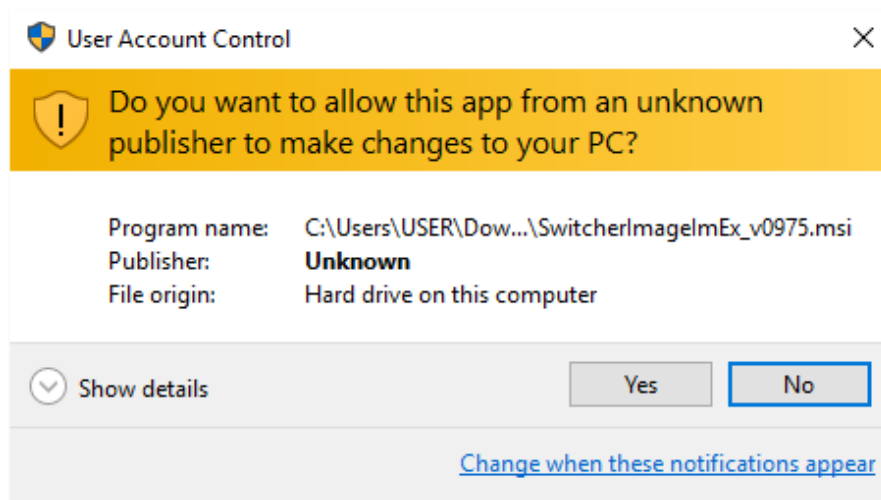 User Account Control
Do you want to allow this app from an unknown
publisher to make changes to your PC?
Program name: C:\Users\USER\Dow...\SwitcherImageImEx_v0975.msi
Publisher: Unknown
File origin: Hard drive on this computer
Show details Yes No
Change when these notifications appear